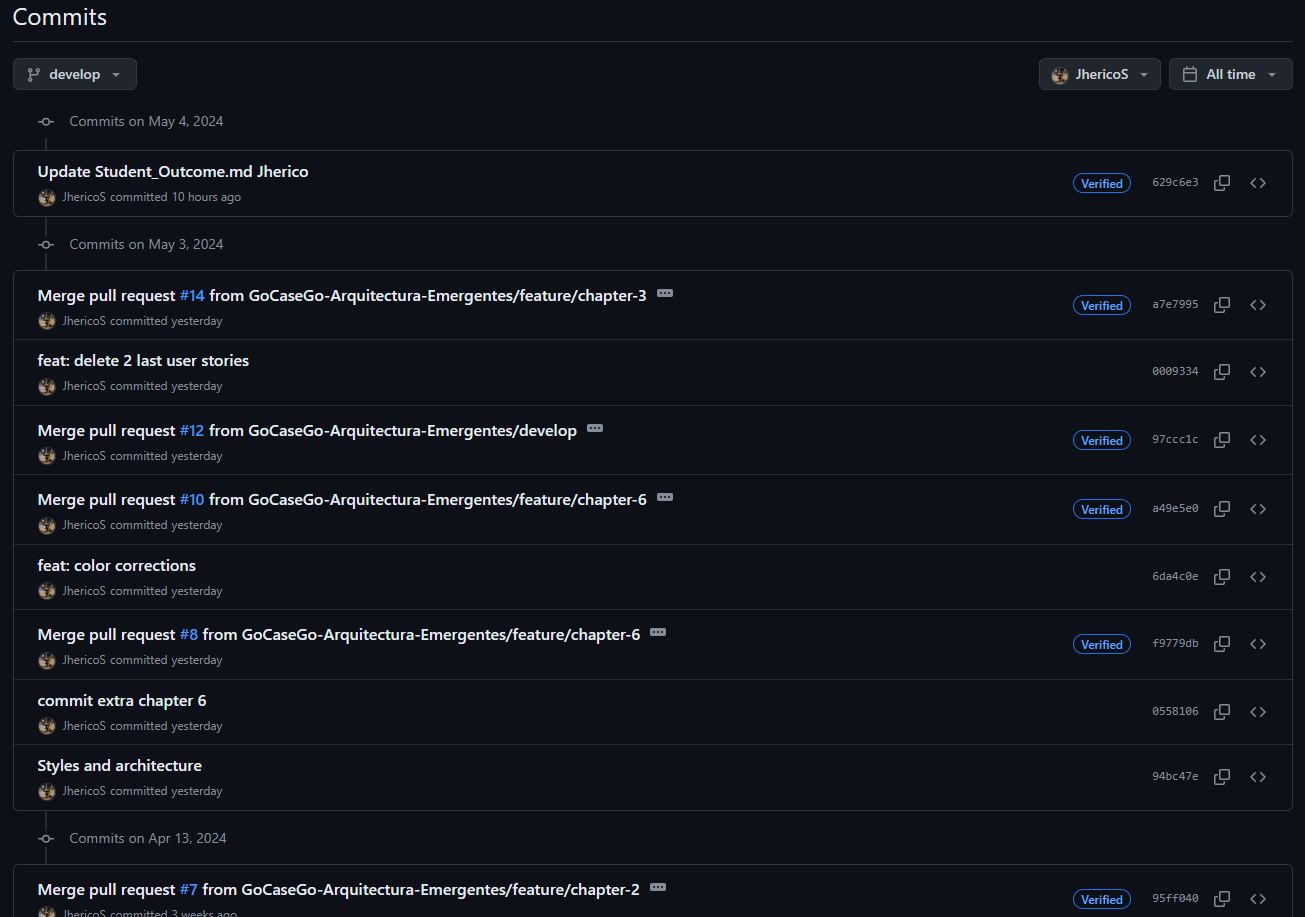 Commits
develop
JhericoS
All time
Commits on May 4, 2024
Update Student_Outcome.md Jherico
JhericoS committed 10 hours ago
Verified
629c6e3
Commits on May 3, 2024
Merge pull request #14 from GoCaseGo-Arquitectura-Emergentes/feature/chapter-3
JhericoS committed yesterday
Verified
a7e7995
feat: delete 2 last user stories
JhericoS committed yesterday
0009334
Merge pull request #12 from GoCaseGo-Arquitectura-Emergentes/develop
JhericoS committed yesterday
Verified
97ccc1c
Merge pull request #10 from GoCaseGo-Arquitectura-Emergentes/feature/chapter-6
JhericoS committed yesterday
Verified
a49e5e0
feat: color corrections
JhericoS committed yesterday
6da4c0e
Merge pull request #8 from GoCaseGo-Arquitectura-Emergentes/feature/chapter-6
JhericoS committed yesterday
Verified
f9779db
commit extra chapter 6
JhericoS committed yesterday
0558106
Styles and architecture
JhericoS committed yesterday
94bc47e
Commits on Apr 13, 2024
Merge pull request #7 from GoCaseGo-Arquitectura-Emergentes/feature/chapter-2
JhericoS committed 3 weeks ago
Verified
95ff040